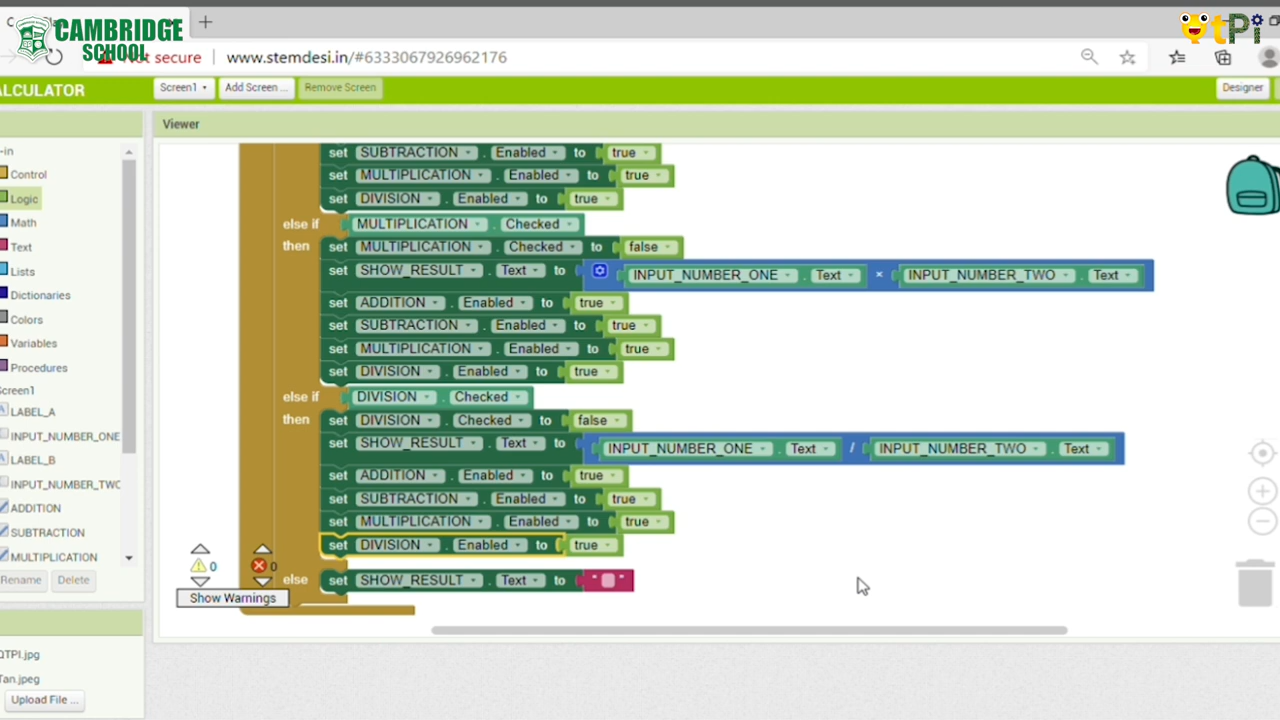 CAMBRIDGE
SCHOOL
QtPi
Not secure
www.stemdesi.in/#6333067926962176
ALCULATOR
Screen1
Add Screen ...
Remove Screen
Designer
Viewer
-in
Control
Logic
Math
Text
Lists
Dictionaries
Colors
Variables
Procedures
Screen1
LABEL_A
INPUT_NUMBER_ONE
LABEL_B
INPUT_NUMBER_TWO
ADDITION
SUBTRACTION
MULTIPLICATION
Rename
Delete
QTPI.jpg
Tan.jpeg
Upload File ...
set SUBTRACTION . Enabled to true
set MULTIPLICATION . Enabled to true
set DIVISION . Enabled to true
else if MULTIPLICATION . Checked
then set MULTIPLICATION . Checked to false
set SHOW_RESULT . Text to INPUT_NUMBER_ONE . Text × INPUT_NUMBER_TWO . Text
set ADDITION . Enabled to true
set SUBTRACTION . Enabled to true
set MULTIPLICATION . Enabled to true
set DIVISION . Enabled to true
else if DIVISION . Checked
then set DIVISION . Checked to false
set SHOW_RESULT . Text to INPUT_NUMBER_ONE . Text / INPUT_NUMBER_TWO . Text
set ADDITION . Enabled to true
set SUBTRACTION . Enabled to true
set MULTIPLICATION . Enabled to true
set DIVISION . Enabled to true
else set SHOW_RESULT . Text to " "
0 0
Show Warnings